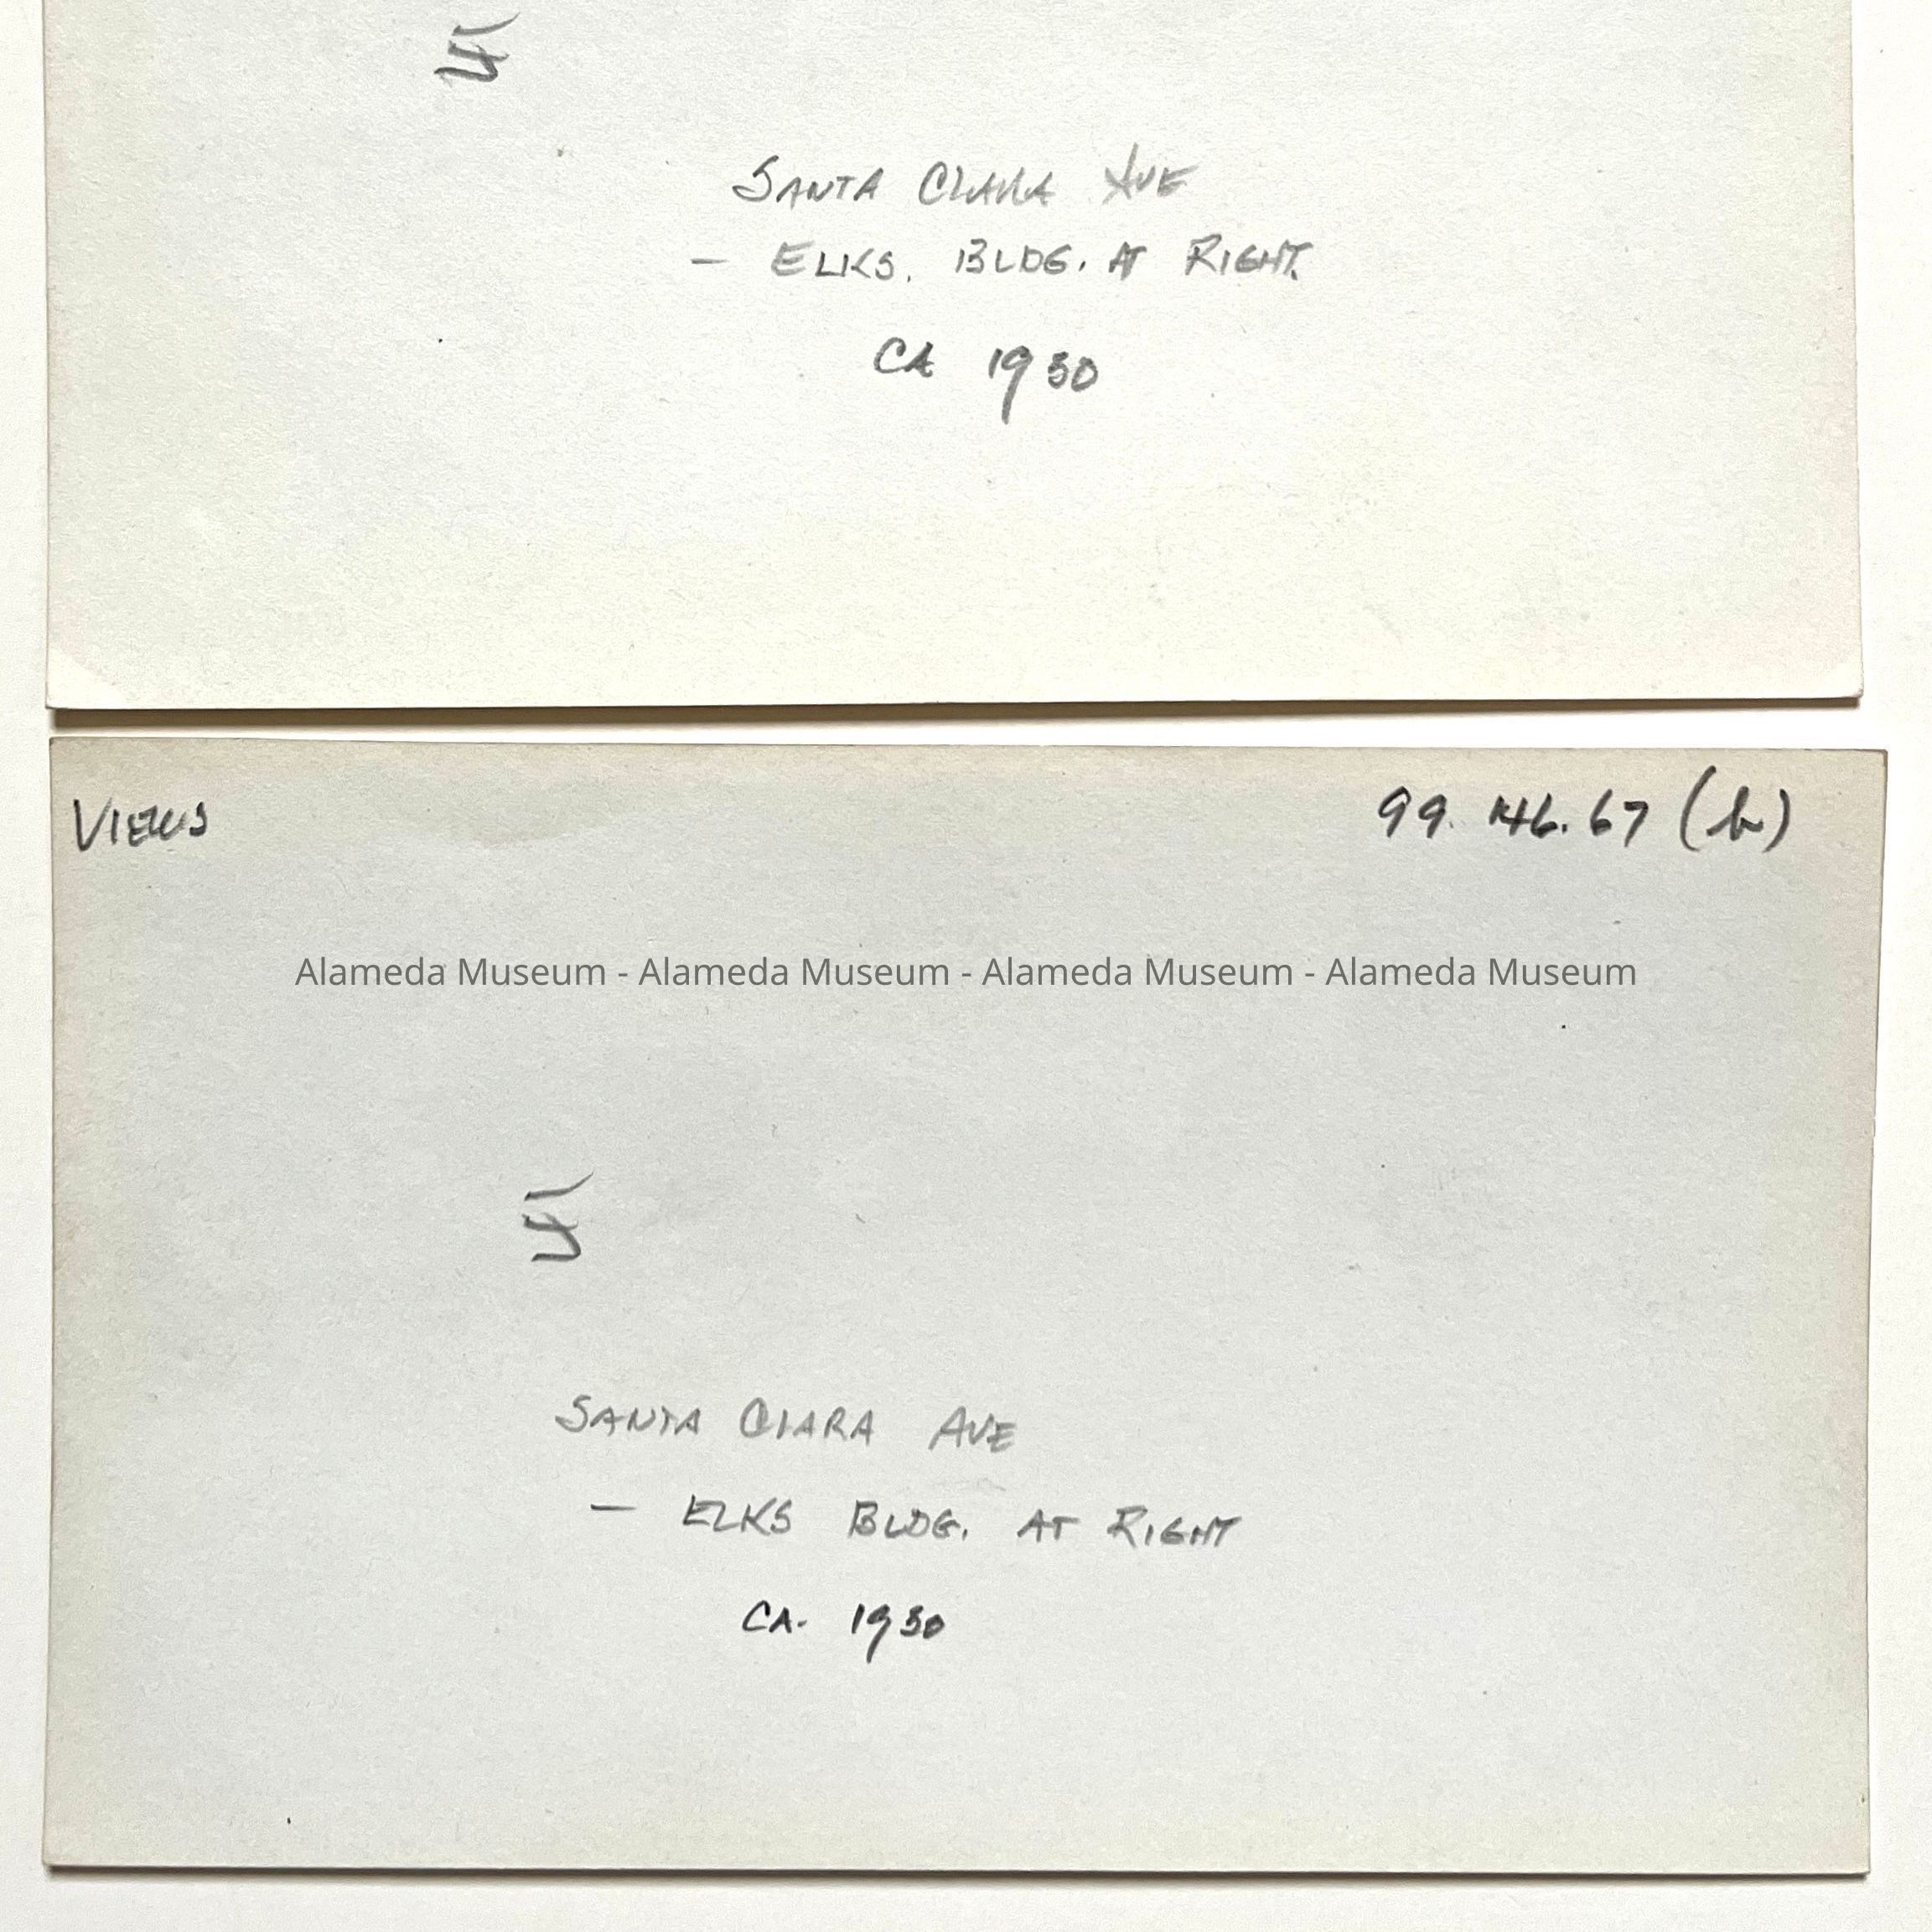 Santa Clara Ave
– Elks. Bldg. at Right.
CA 1930
Views
99.146.67 (b)
Alameda Museum - Alameda Museum - Alameda Museum - Alameda Museum
Santa Clara Ave
– Elks Bldg. at Right
CA. 1930